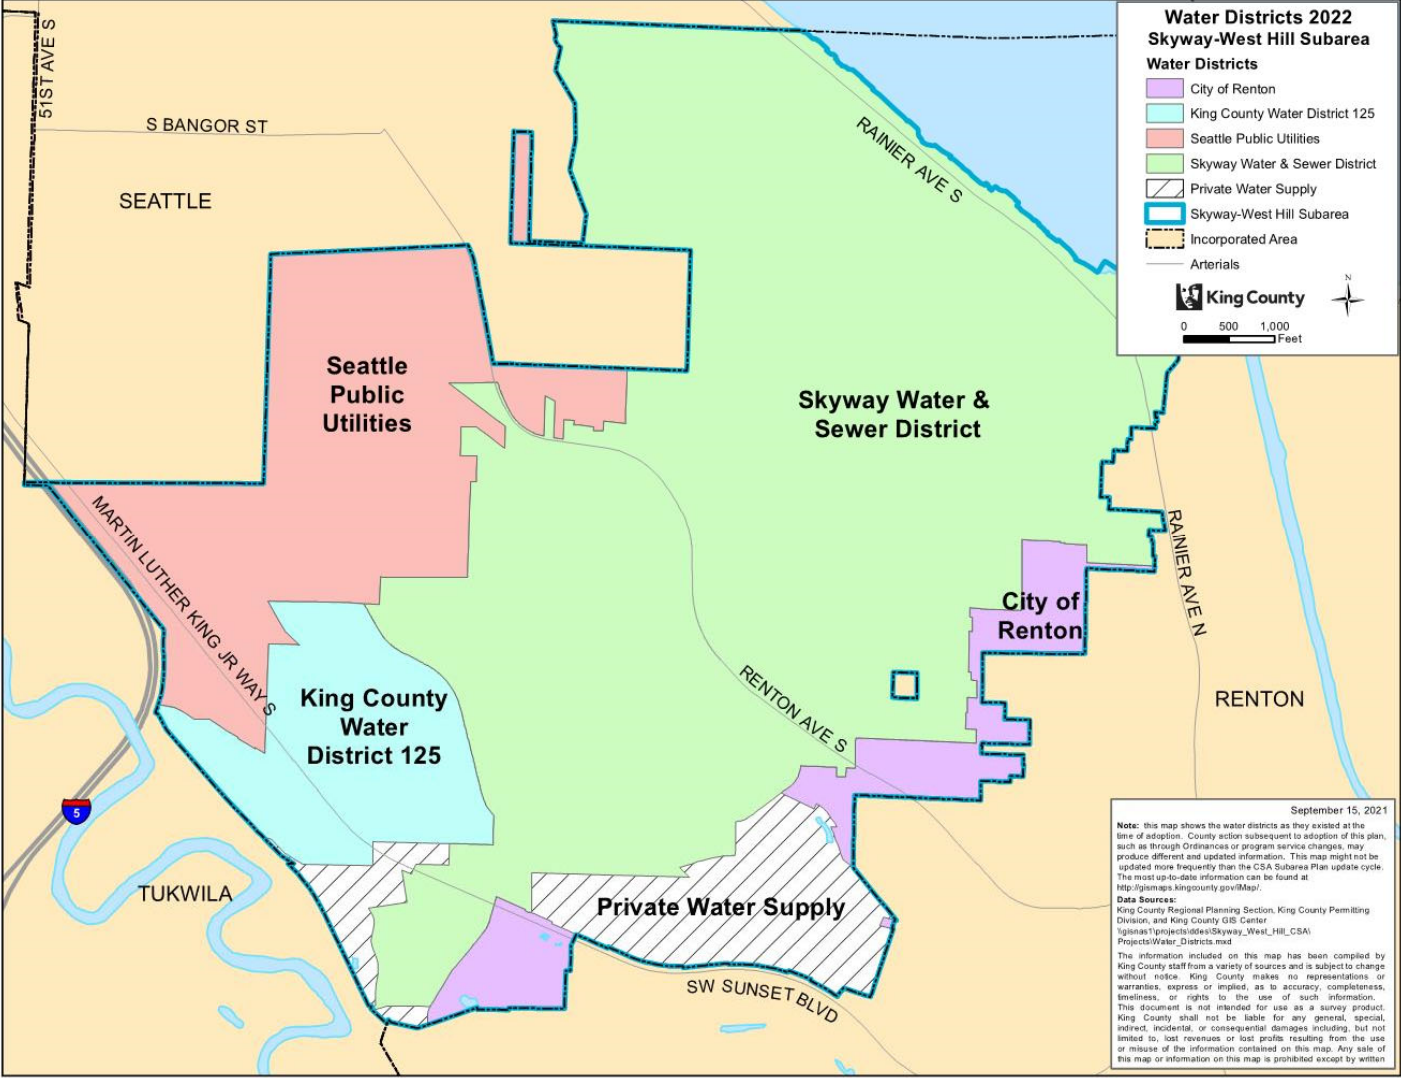 Water Districts 2022
Skyway-West Hill Subarea
Water Districts
City of Renton
King County Water District 125
Seattle Public Utilities
Skyway Water & Sewer District
Private Water Supply
Skyway-West Hill Subarea
Incorporated Area
Arterials
King County
N
0 500 1,000
Feet
51ST AVE S
S BANGOR ST
SEATTLE
RAINIER AVE S
Seattle
Public
Utilities
Skyway Water &
Sewer District
MARTIN LUTHER KING JR WAY S
RAINIER AVE N
City of
Renton
King County
Water
District 125
RENTON AVE S
RENTON
5
TUKWILA
Private Water Supply
SW SUNSET BLVD
September 15, 2021
Note: this map shows the water districts as they existed at the
time of adoption. County action subsequent to adoption of this plan,
such as through Ordinances or program service changes, may
produce different and updated information. This map might not be
updated more frequently than the CSA Subarea Plan update cycle.
The most up-to-date information can be found at
http://gismaps.kingcounty.gov/iMap/.
Data Sources:
King County Regional Planning Section, King County Permitting
Division, and King County GIS Center
\\gisnas1\projects\ddes\Skyway_West_Hill_CSA\
Projects\Water_Districts.mxd
The information included on this map has been compiled by
King County staff from a variety of sources and is subject to change
without notice. King County makes no representations or
warranties, express or implied, as to accuracy, completeness,
timeliness, or rights to the use of such information.
This document is not intended for use as a survey product.
King County shall not be liable for any general, special,
indirect, incidental, or consequential damages including, but not
limited to, lost revenues or lost profits resulting from the use
or misuse of the information contained on this map. Any sale of
this map or information on this map is prohibited except by written